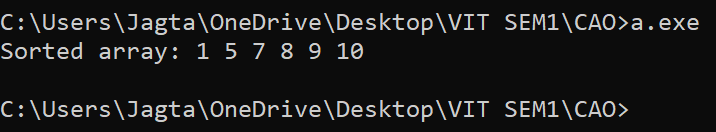 C:\Users\Jagta\OneDrive\Desktop\VIT SEM1\CAO>a.exe
Sorted array: 1 5 7 8 9 10
C:\Users\Jagta\OneDrive\Desktop\VIT SEM1\CAO>